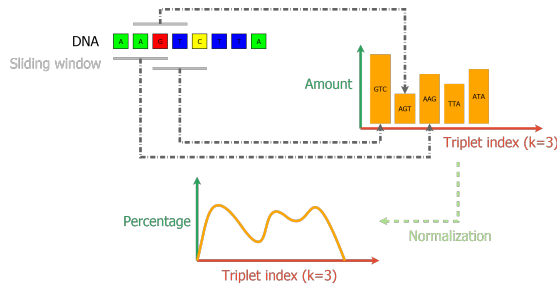 DNA
A A G C A
Sliding window
Amount
GTC
AGT
AAG
TTA
ATA
Triplet index (k=3)
Percentage
Normalization
Triplet index (k=3)